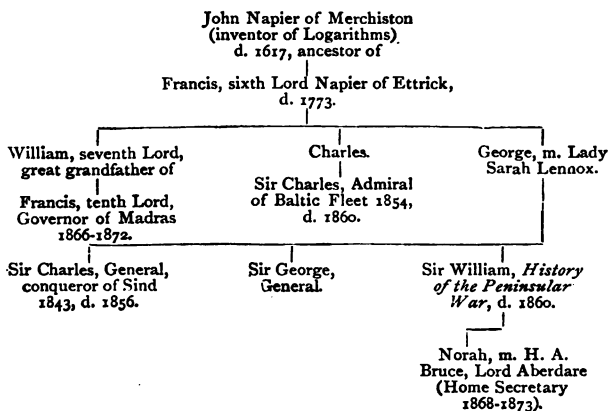 John Napier of Merchiston
(inventor of Logarithms)
d. 1617, ancestor of
Francis, sixth Lord Napier of Ettrick,
d. 1773.
William, seventh Lord,
great grandfather of
Francis, tenth Lord,
Governor of Madras
1866-1872.
Charles.
Sir Charles, Admiral
of Baltic Fleet 1854,
d. 1860.
George, m. Lady
Sarah Lennox.
Sir Charles, General,
conqueror of Sind
1843, d. 1856.
Sir George,
General.
Sir William, History
of the Peninsular
War, d. 1860.
Norah, m. H. A.
Bruce, Lord Aberdare
(Home Secretary
1868-1873).